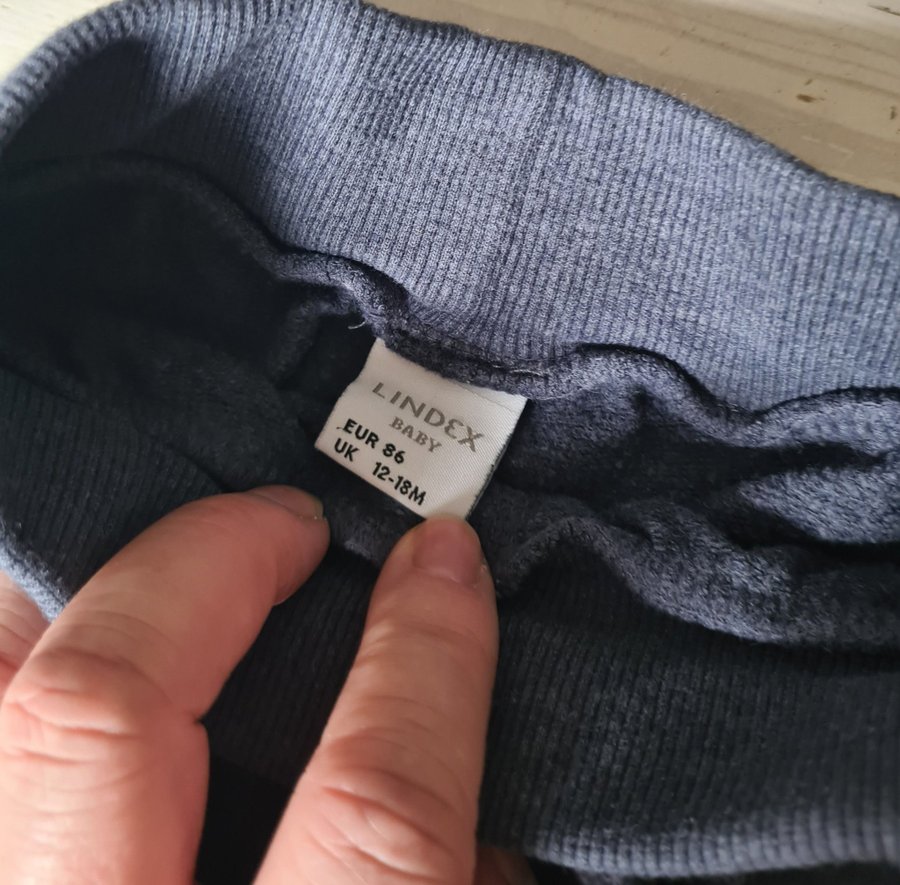 LINDEX
BABY
EUR 86
UK 12-18M